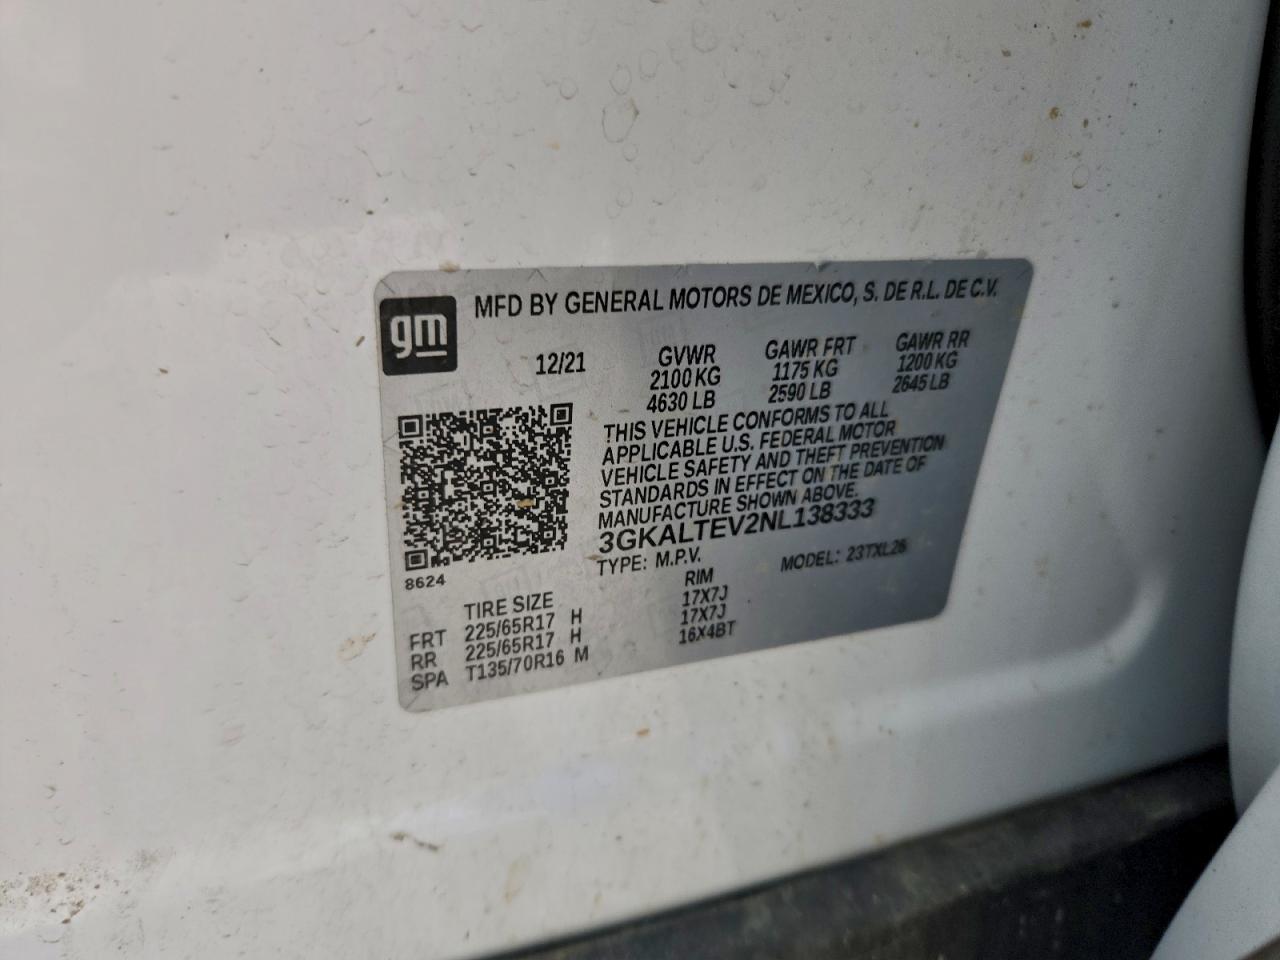 gm
MFD BY GENERAL MOTORS DE MEXICO, S. DE R.L. DE C.V.
12/21 GVWR GAWR FRT GAWR RR
2100 KG 1175 KG 1200 KG
4630 LB 2590 LB 2645 LB
THIS VEHICLE CONFORMS TO ALL
APPLICABLE U.S. FEDERAL MOTOR
VEHICLE SAFETY AND THEFT PREVENTION
STANDARDS IN EFFECT ON THE DATE OF
MANUFACTURE SHOWN ABOVE.
3GKALTEV2NL138333
TYPE: M.P.V. MODEL: 23TXL26
8624
TIRE SIZE RIM
FRT 225/65R17 H 17X7J
RR 225/65R17 H 17X7J
SPA T135/70R16 M 16X4BT